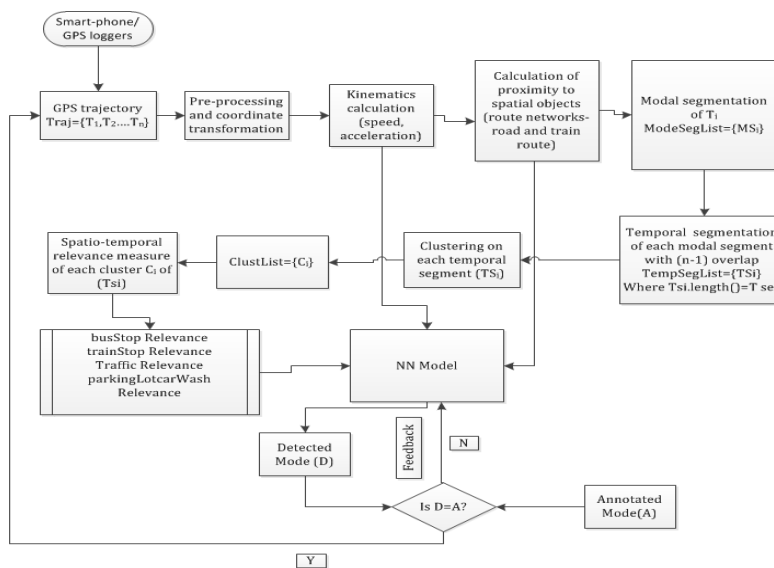 Smart-phone/
GPS loggers
GPS trajectory
Traj={T₁,T₂....Tₙ}
Pre-processing
and coordinate
transformation
Kinematics
calculation
(speed,
acceleration)
Calculation of
proximity to
spatial objects
(route networks-
road and train
route)
Modal segmentation
of Tᵢ
ModeSegList={MSᵢ}
Spatio-temporal
relevance measure
of each cluster Cᵢ of
(Tsi)
ClustList={Cᵢ}
Clustering on
each temporal
segment (TSᵢ)
Temporal segmentation
of each modal segment
with (n-1) overlap
TempSegList={TSi}
Where Tsi.length()=T se
busStop Relevance
trainStop Relevance
Traffic Relevance
parkingLotcarWash
Relevance
NN Model
Detected
Mode (D)
Feedback
N
Is D=A?
Annotated
Mode(A)
Y